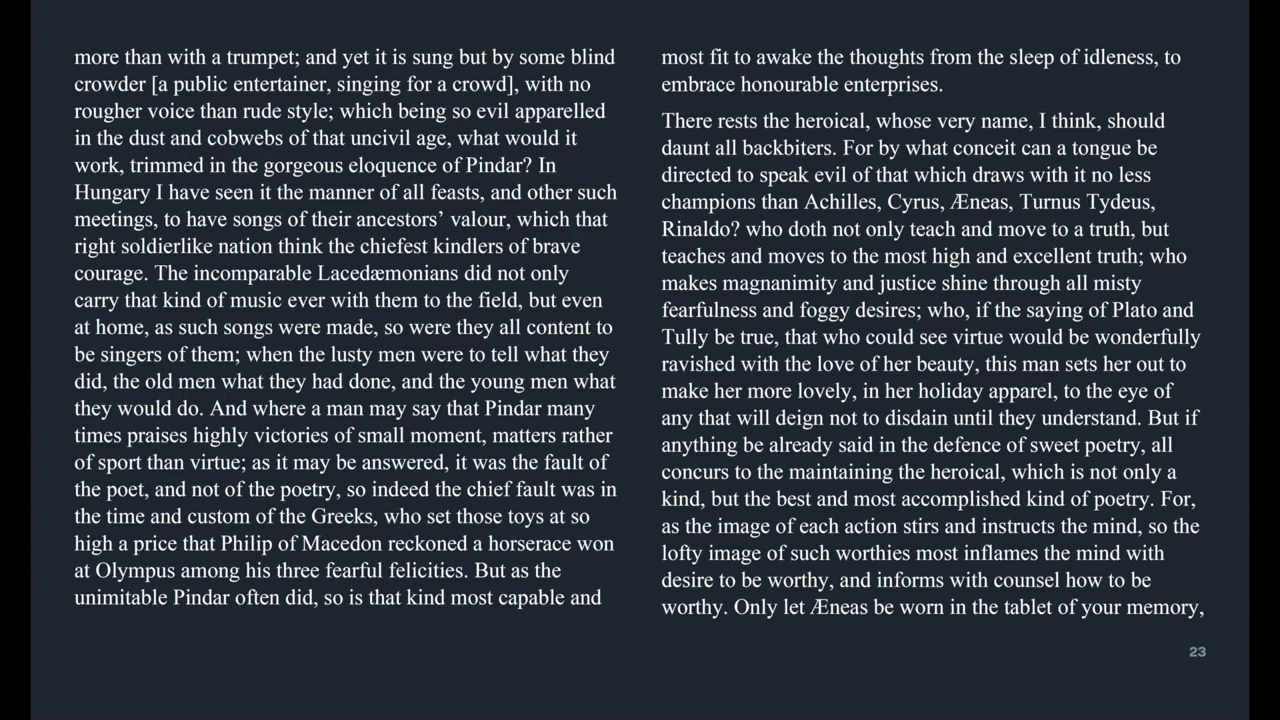 more than with a trumpet; and yet it is sung but by some blind
crowder [a public entertainer, singing for a crowd], with no
rougher voice than rude style; which being so evil apparelled
in the dust and cobwebs of that uncivil age, what would it
work, trimmed in the gorgeous eloquence of Pindar? In
Hungary I have seen it the manner of all feasts, and other such
meetings, to have songs of their ancestors’ valour, which that
right soldierlike nation think the chiefest kindlers of brave
courage. The incomparable Lacedæmonians did not only
carry that kind of music ever with them to the field, but even
at home, as such songs were made, so were they all content to
be singers of them; when the lusty men were to tell what they
did, the old men what they had done, and the young men what
they would do. And where a man may say that Pindar many
times praises highly victories of small moment, matters rather
of sport than virtue; as it may be answered, it was the fault of
the poet, and not of the poetry, so indeed the chief fault was in
the time and custom of the Greeks, who set those toys at so
high a price that Philip of Macedon reckoned a horserace won
at Olympus among his three fearful felicities. But as the
unimitable Pindar often did, so is that kind most capable and
most fit to awake the thoughts from the sleep of idleness, to
embrace honourable enterprises.
There rests the heroical, whose very name, I think, should
daunt all backbiters. For by what conceit can a tongue be
directed to speak evil of that which draws with it no less
champions than Achilles, Cyrus, Æneas, Turnus Tydeus,
Rinaldo? who doth not only teach and move to a truth, but
teaches and moves to the most high and excellent truth; who
makes magnanimity and justice shine through all misty
fearfulness and foggy desires; who, if the saying of Plato and
Tully be true, that who could see virtue would be wonderfully
ravished with the love of her beauty, this man sets her out to
make her more lovely, in her holiday apparel, to the eye of
any that will deign not to disdain until they understand. But if
anything be already said in the defence of sweet poetry, all
concurs to the maintaining the heroical, which is not only a
kind, but the best and most accomplished kind of poetry. For,
as the image of each action stirs and instructs the mind, so the
lofty image of such worthies most inflames the mind with
desire to be worthy, and informs with counsel how to be
worthy. Only let Æneas be worn in the tablet of your memory,
23